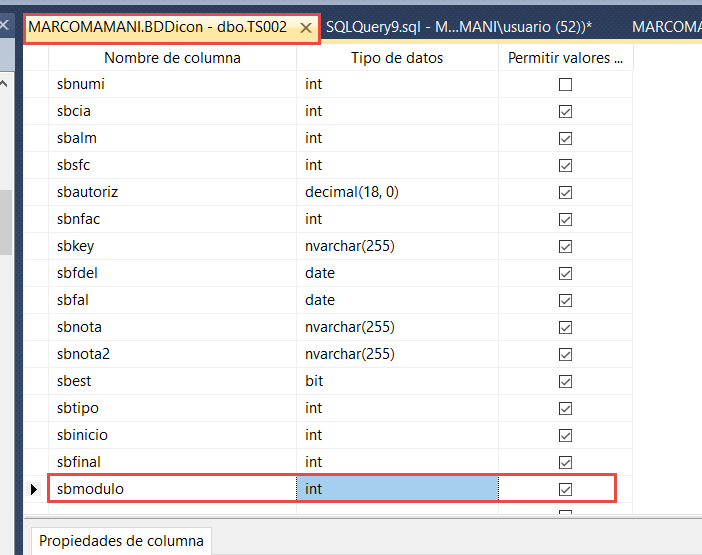 MARCOMAMANI.BDDicon - dbo.TS002 SQLQuery9.sql - M...MANI\usuario (52))* MARCOMA
Nombre de columna Tipo de datos Permitir valores ...
sbnumi int
sbcia int
sbalm int
sbsfc int
sbautoriz decimal(18, 0)
sbnfac int
sbkey nvarchar(255)
sbfdel date
sbfal date
sbnota nvarchar(255)
sbnota2 nvarchar(255)
sbest bit
sbtipo int
sbinicio int
sbfinal int
sbmodulo int
Propiedades de columna